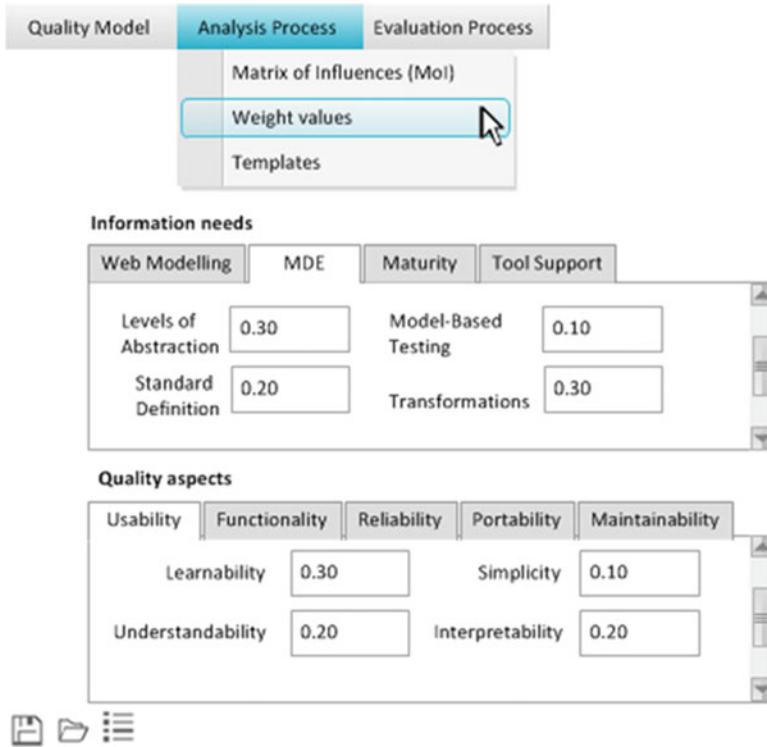 Quality Model Analysis Process Evaluation Process
Matrix of Influences (MoI)
Weight values
Templates
Information needs
Web Modelling MDE Maturity Tool Support
Levels of
Abstraction
0.30
Model-Based
Testing
0.10
Standard
Definition
0.20
Transformations 0.30
Quality aspects
Usability Functionality Reliability Portability Maintainability
Learnability 0.30 Simplicity 0.10
Understandability 0.20 Interpretability 0.20